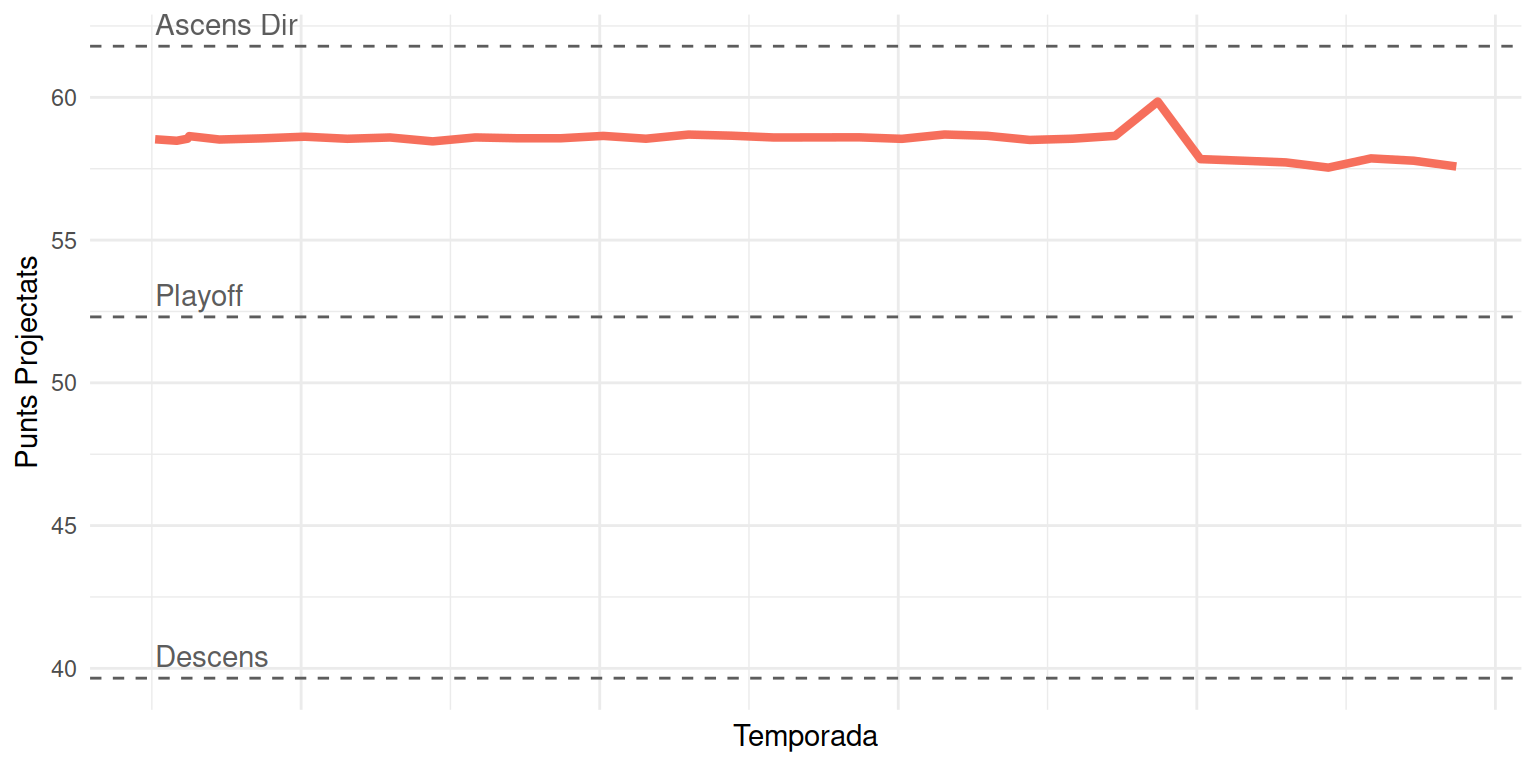 Ascens Dir
60
55
Playoff
50
45
Descens
40
Punts Projectats
Temporada